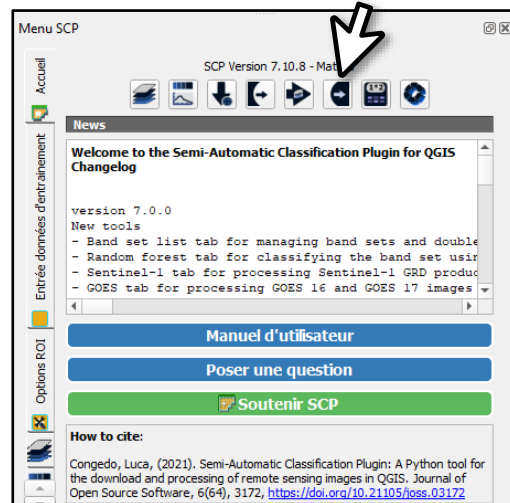 Menu SCP
SCP Version 7.10.8 - Mat
Accueil
Entrée données d'entrainement
Options ROI
1*2
News
Welcome to the Semi-Automatic Classification Plugin for QGIS
Changelog
version 7.0.0
New tools
- Band set list tab for managing band sets and double
- Random forest tab for classifying the band set usin
- Sentinel-1 tab for processing Sentinel-1 GRD produc
- GOES tab for processing GOES 16 and GOES 17 images
Manuel d'utilisateur
Poser une question
Soutenir SCP
How to cite:
Congedo, Luca, (2021). Semi-Automatic Classification Plugin: A Python tool for
the download and processing of remote sensing images in QGIS. Journal of
Open Source Software, 6(64), 3172, https://doi.org/10.21105/joss.03172